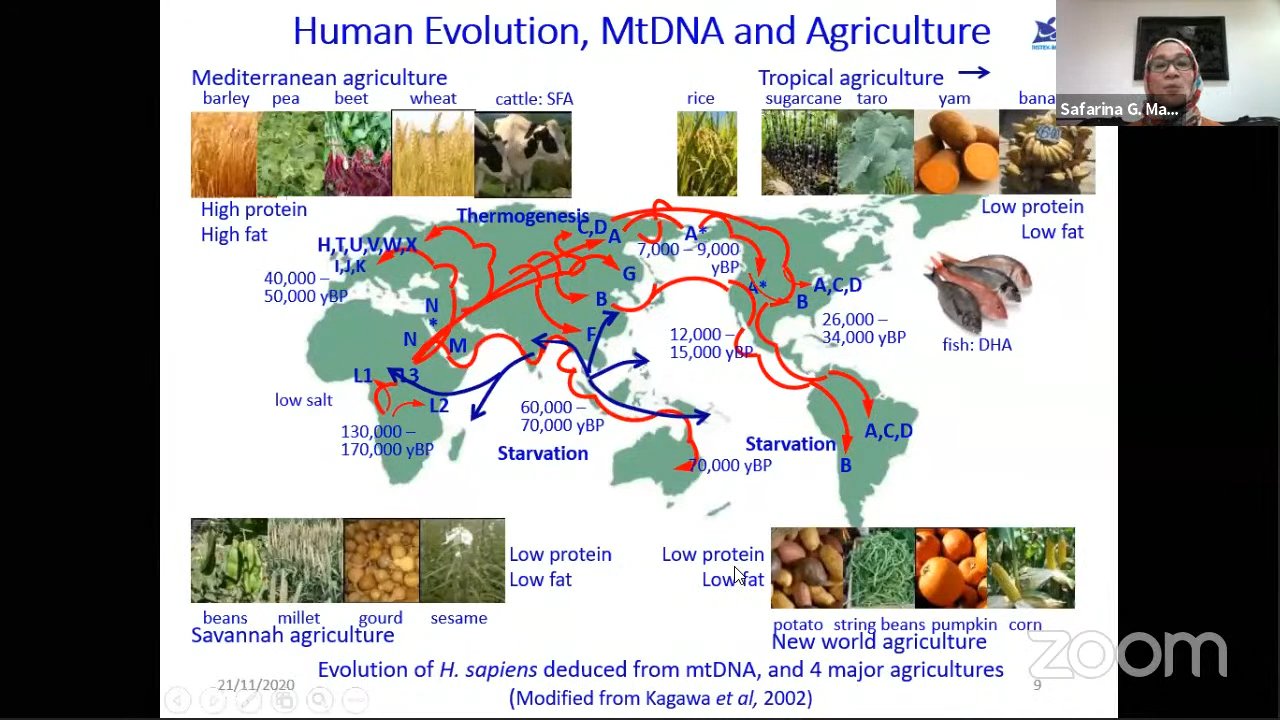 Human Evolution, MtDNA and Agriculture
Mediterranean agriculture
barley pea beet wheat cattle: SFA
rice
Tropical agriculture
sugarcane taro yam bana
Safarina G. Ma...
High protein
High fat
Low protein
Low fat
Thermogenesis
H,T,U,V,W,X
I,J,K
40,000 –
50,000 yBP
C,D
A
A*
7,000 – 9,000
yBP
G
B
F
N
*
N
M
L1
L3
L2
low salt
130,000 –
170,000 yBP
60,000 –
70,000 yBP
Starvation
12,000 –
15,000 yBP
A*
A,C,D
B
26,000 –
34,000 yBP
fish: DHA
Starvation
70,000 yBP
A,C,D
B
Low protein
Low fat
Low protein
Low fat
beans millet gourd sesame
Savannah agriculture
potato string beans pumpkin corn
New world agriculture
Evolution of H. sapiens deduced from mtDNA, and 4 major agricultures
(Modified from Kagawa et al, 2002)
21/11/2020
9
zoom